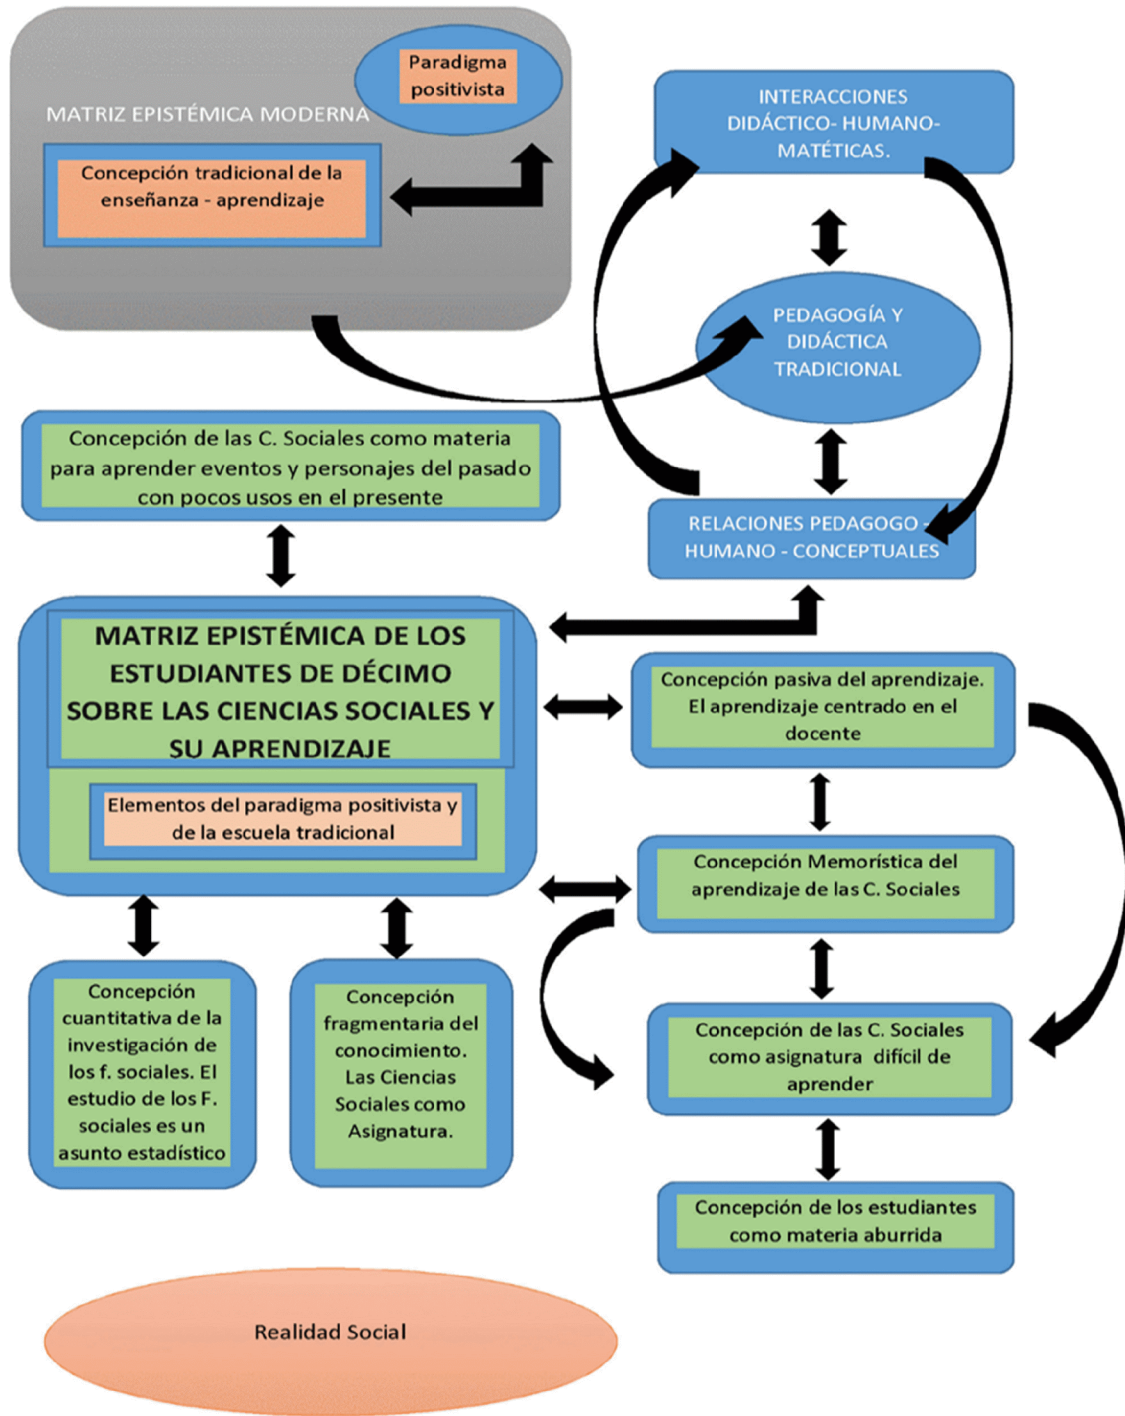 Paradigma
positivista
MATRIZ EPISTÉMICA MODERNA
Concepción tradicional de la
enseñanza - aprendizaje
INTERACCIONES
DIDÁCTICO- HUMANO-
MATÉTICAS.
PEDAGOGÍA Y
DIDÁCTICA
TRADICIONAL
RELACIONES PEDAGOGO -
HUMANO - CONCEPTUALES
Concepción de las C. Sociales como materia
para aprender eventos y personajes del pasado
con pocos usos en el presente
MATRIZ EPISTÉMICA DE LOS
ESTUDIANTES DE DÉCIMO
SOBRE LAS CIENCIAS SOCIALES Y
SU APRENDIZAJE
Elementos del paradigma positivista y
de la escuela tradicional
Concepción pasiva del aprendizaje.
El aprendizaje centrado en el
docente
Concepción Memorística del
aprendizaje de las C. Sociales
Concepción de las C. Sociales
como asignatura difícil de
aprender
Concepción de los estudiantes
como materia aburrida
Concepción
cuantitativa de la
investigación de
los f. sociales. El
estudio de los F.
sociales es un
asunto estadístico
Concepción
fragmentaria del
conocimiento.
Las Ciencias
Sociales como
Asignatura.
Realidad Social